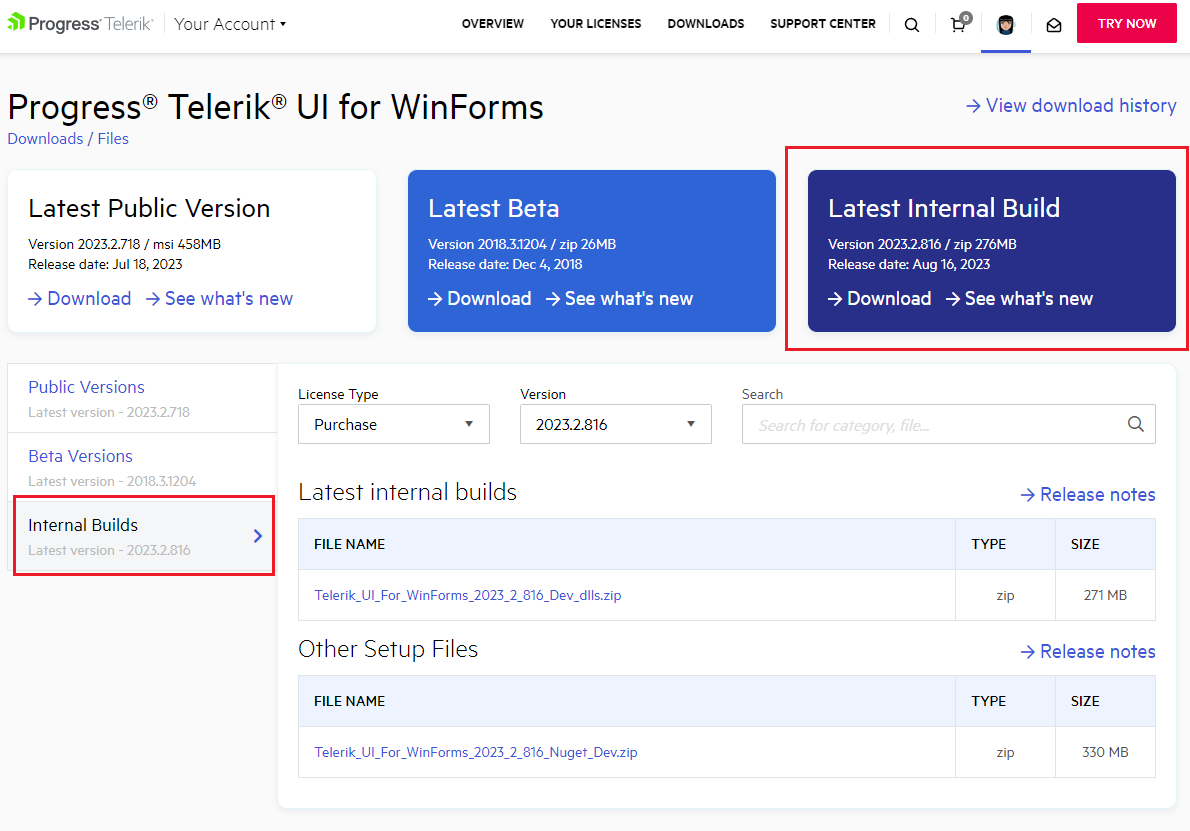 Progress® Telerik® Your Account
OVERVIEW YOUR LICENSES DOWNLOADS SUPPORT CENTER 0 TRY NOW
Progress® Telerik® UI for WinForms
View download history
Downloads / Files
Latest Public Version
Version 2023.2.718 / msi 458MB
Release date: Jul 18, 2023
Download See what's new
Latest Beta
Version 2018.3.1204 / zip 26MB
Release date: Dec 4, 2018
Download See what's new
Latest Internal Build
Version 2023.2.816 / zip 276MB
Release date: Aug 16, 2023
Download See what's new
Public Versions
Latest version - 2023.2.718
Beta Versions
Latest version - 2018.3.1204
Internal Builds
Latest version - 2023.2.816
License Type Version Search
Purchase 2023.2.816 Search for category, file...
Latest internal builds Release notes
FILE NAME TYPE SIZE
Telerik_UI_For_WinForms_2023_2_816_Dev_dlls.zip zip 271 MB
Other Setup Files Release notes
FILE NAME TYPE SIZE
Telerik_UI_For_WinForms_2023_2_816_Nuget_Dev.zip zip 330 MB